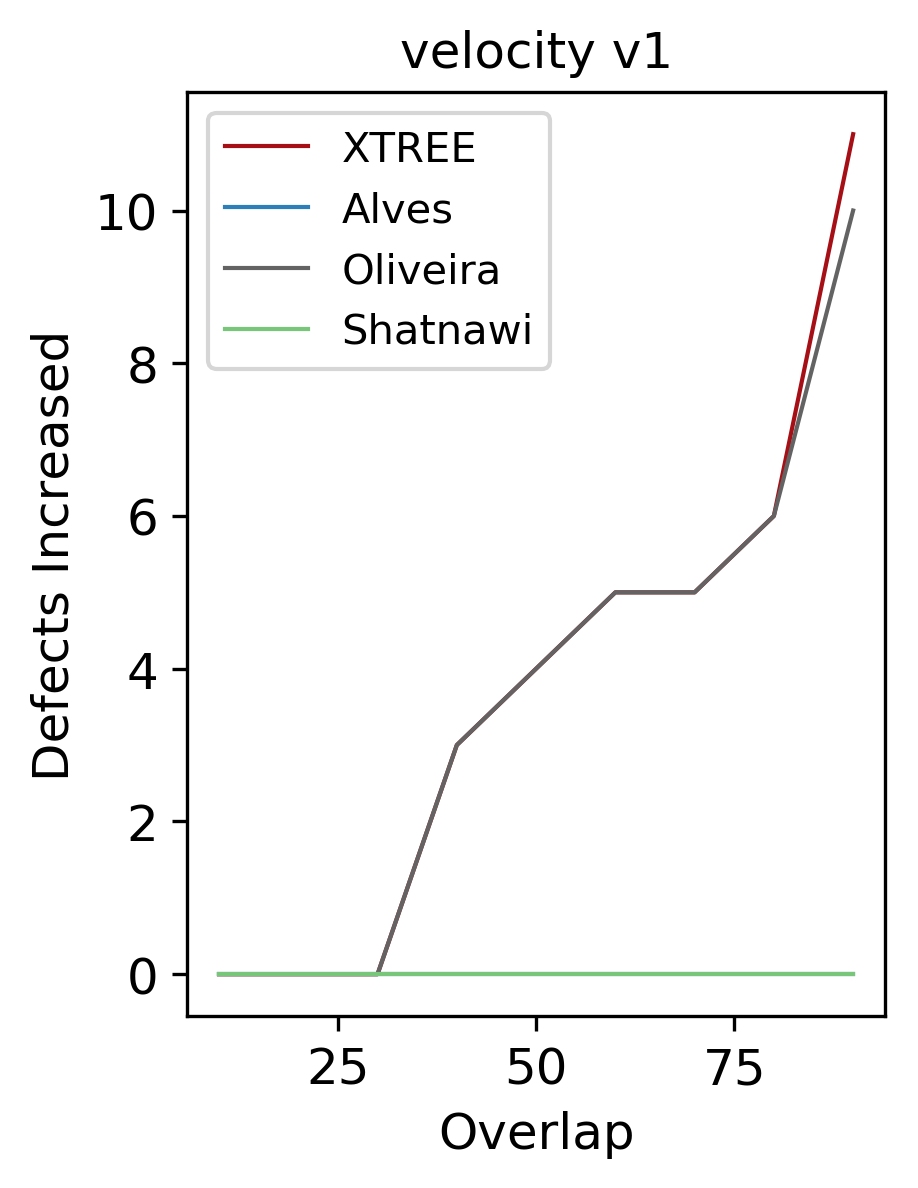 velocity v1
XTREE
Alves
Oliveira
Shatnawi
Defects Increased
10
8
6
4
2
0
25 50 75
Overlap